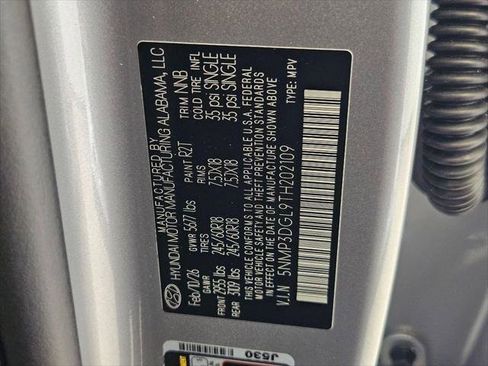 MANUFACTURED BY
HYUNDAI MOTOR MANUFACTURING ALABAMA, LLC
Feb/10/26 PAINT R2T TRIM NNB
GVWR 5677 lbs
GAWR TIRES RIMS COLD TIRE INFL
FRONT 2955 lbs 245/60R18 7.5JX18 35 psi SINGLE
REAR 3109 lbs 245/60R18 7.5JX18 35 psi SINGLE
THIS VEHICLE CONFORMS TO ALL APPLICABLE U.S.A. FEDERAL
MOTOR VEHICLE SAFETY, BUMPER AND THEFT PREVENTION STANDARDS
IN EFFECT ON THE DATE OF MANUFACTURE SHOWN ABOVE
V.I.N 5NMP3DGL9TH202109 TYPE: MPV
J530